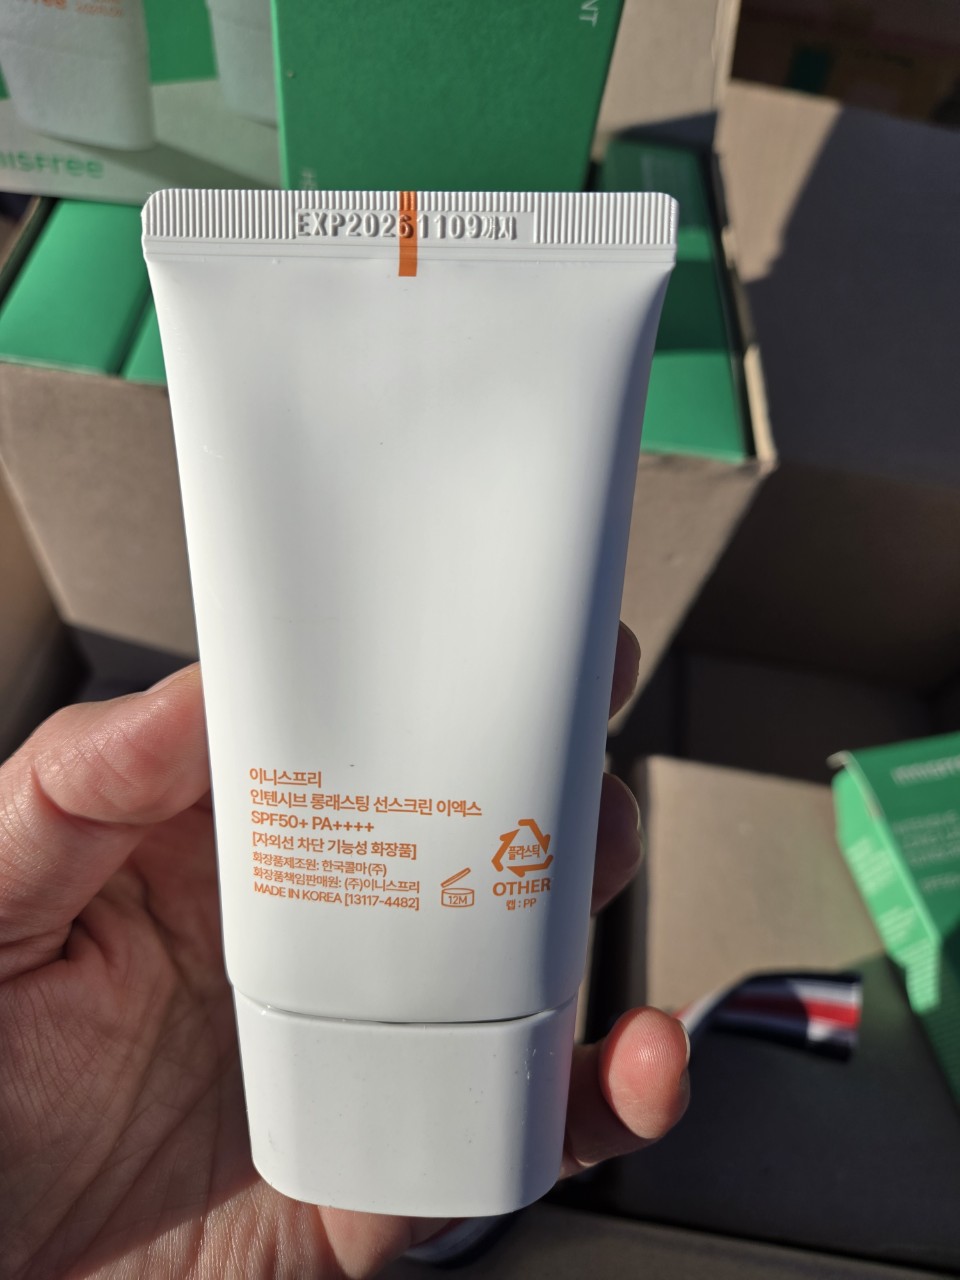 EXP20261109까지
이니스프리
인텐시브 롱래스팅 선스크린 이엑스
SPF50+ PA++++
[자외선 차단 기능성 화장품]
화장품제조원: 한국콜마(주)
화장품책임판매원: (주)이니스프리
MADE IN KOREA [13117-4482]
12M
플라스틱
OTHER
캡 : PP